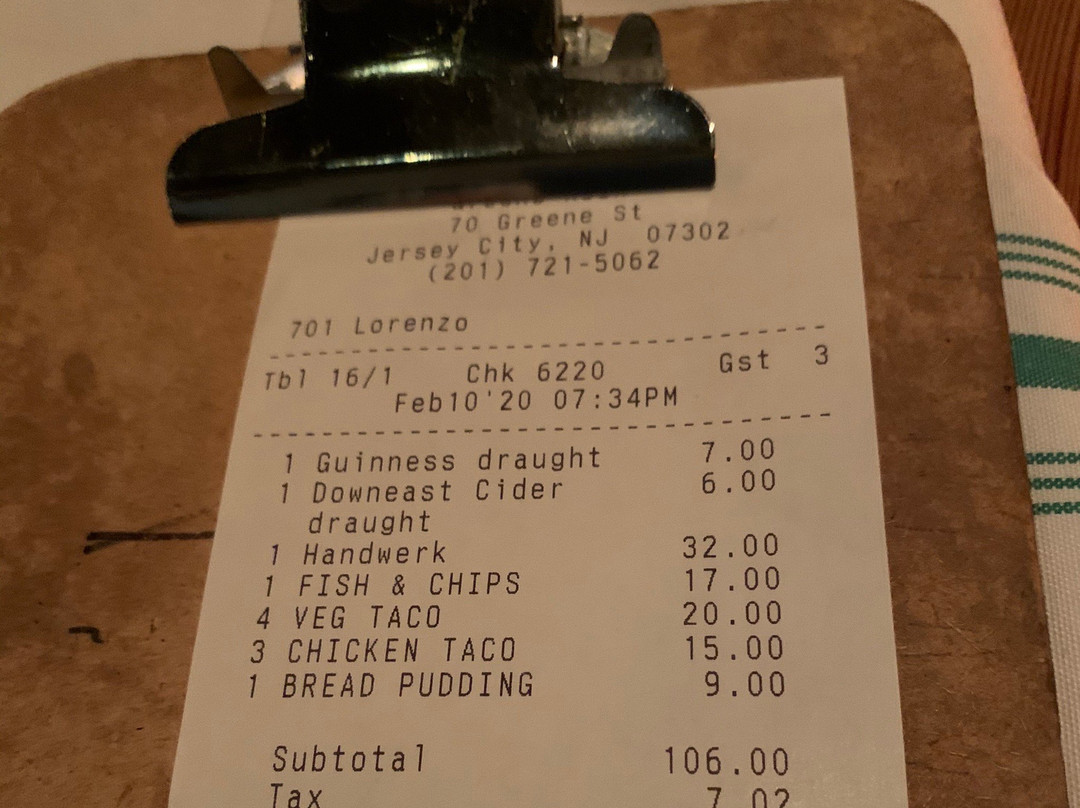 70 Greene St
Jersey City, NJ 07302
(201) 721-5062
701 Lorenzo
Tbl 16/1 Chk 6220 Gst 3
Feb10'20 07:34PM
1 Guinness draught 7.00
1 Downeast Cider 6.00
draught
1 Handwerk 32.00
1 FISH & CHIPS 17.00
4 VEG TACO 20.00
3 CHICKEN TACO 15.00
1 BREAD PUDDING 9.00
Subtotal 106.00
Tax 7.02